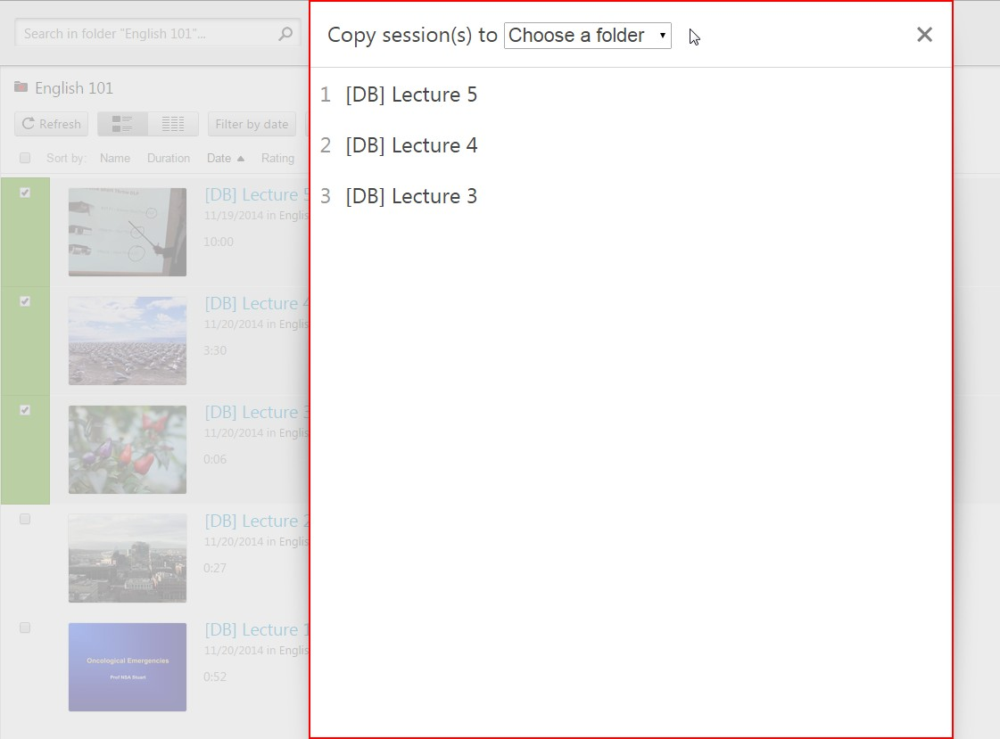 Search in folder "English 101"...
English 101
Refresh
Filter by date
Sort by: Name Duration Date Rating
[DB] Lecture
11/19/2014 in Englis
10:00
[DB] Lecture 4
11/20/2014 in Englis
3:30
[DB] Lecture 3
11/20/2014 in Englis
0:06
[DB] Lecture 2
11/20/2014 in Englis
0:27
Oncological Emergencies
Prof NSA Stuart
[DB] Lecture 1
11/20/2014 in Englis
0:52
Copy session(s) to Choose a folder
1 [DB] Lecture 5
2 [DB] Lecture 4
3 [DB] Lecture 3